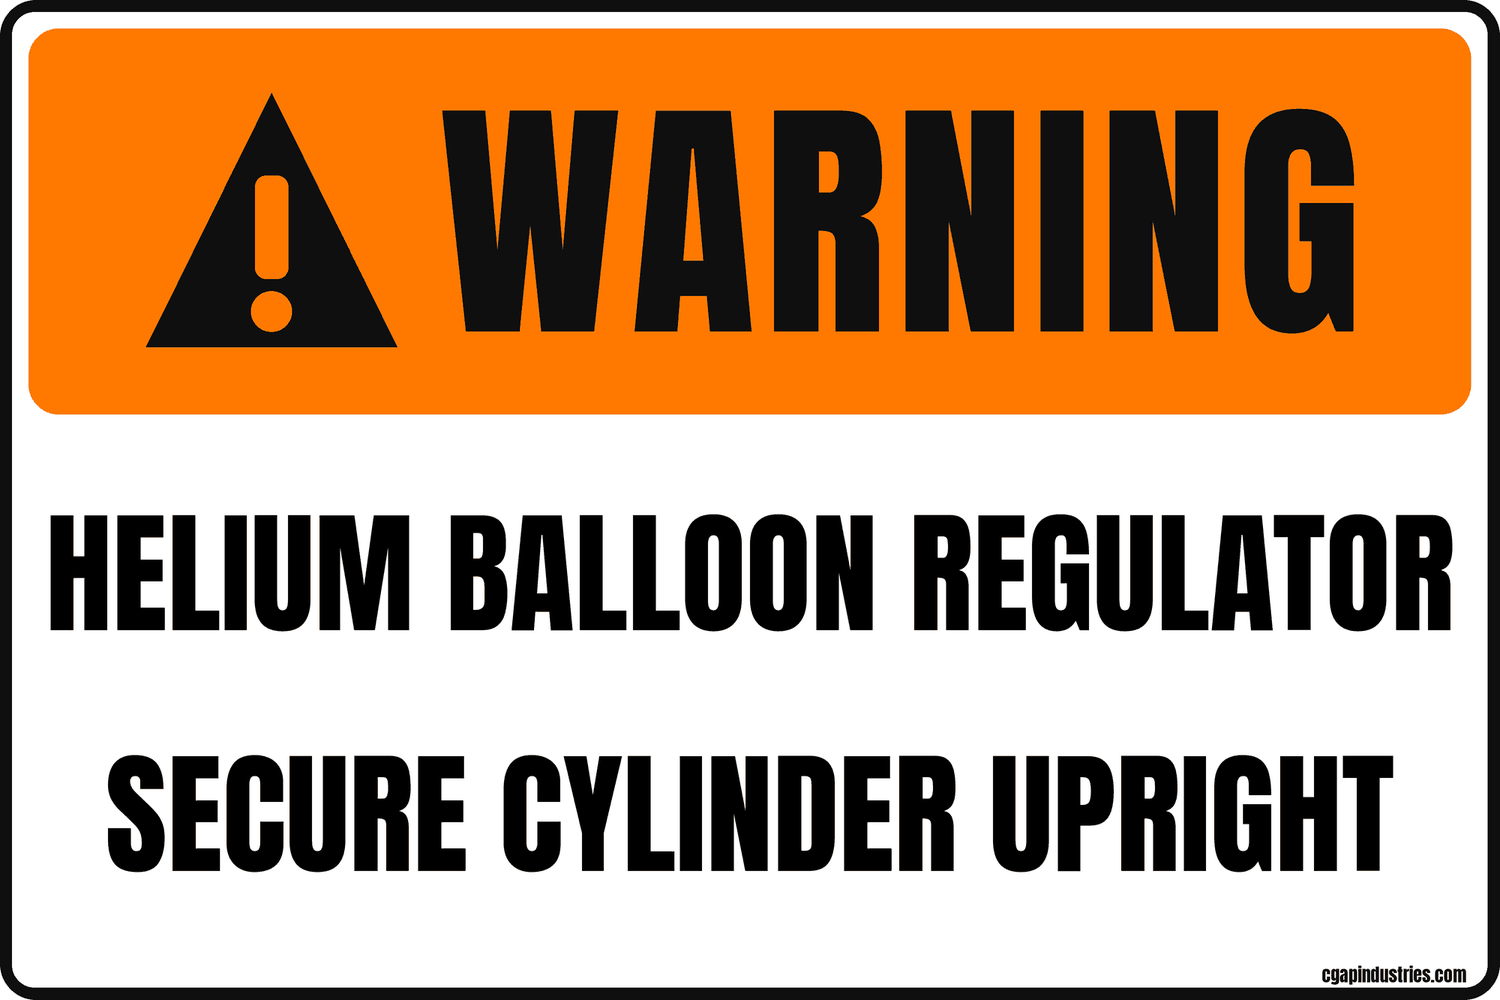 WARNING
HELIUM BALLOON REGULATOR
SECURE CYLINDER UPRIGHT
cgapindustries.com